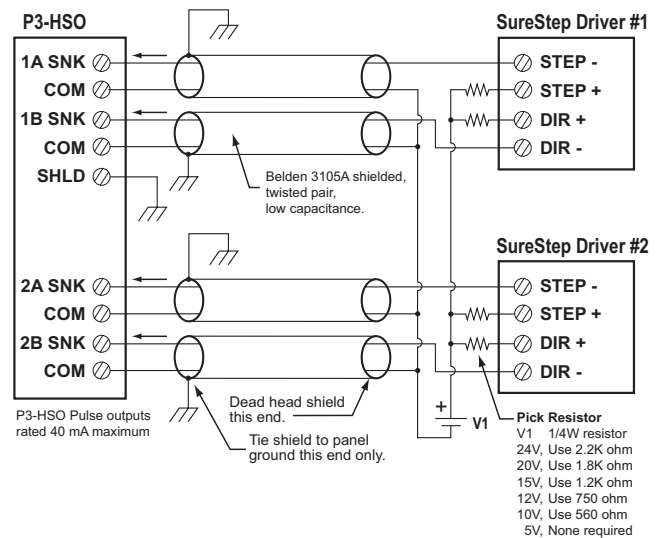 P3-HSO
SureStep Driver #1
1A SNK
COM
1B SNK
COM
SHLD
STEP -
STEP +
DIR +
DIR -
Belden 3105A shielded,
twisted pair,
low capacitance.
SureStep Driver #2
2A SNK
COM
2B SNK
COM
STEP -
STEP +
DIR +
DIR -
P3-HSO Pulse outputs
rated 40 mA maximum
Dead head shield
this end.
Tie shield to panel
ground this end only.
+
V1
Pick Resistor
V1 1/4W resistor
24V, Use 2.2K ohm
20V, Use 1.8K ohm
15V, Use 1.2K ohm
12V, Use 750 ohm
10V, Use 560 ohm
5V, None required